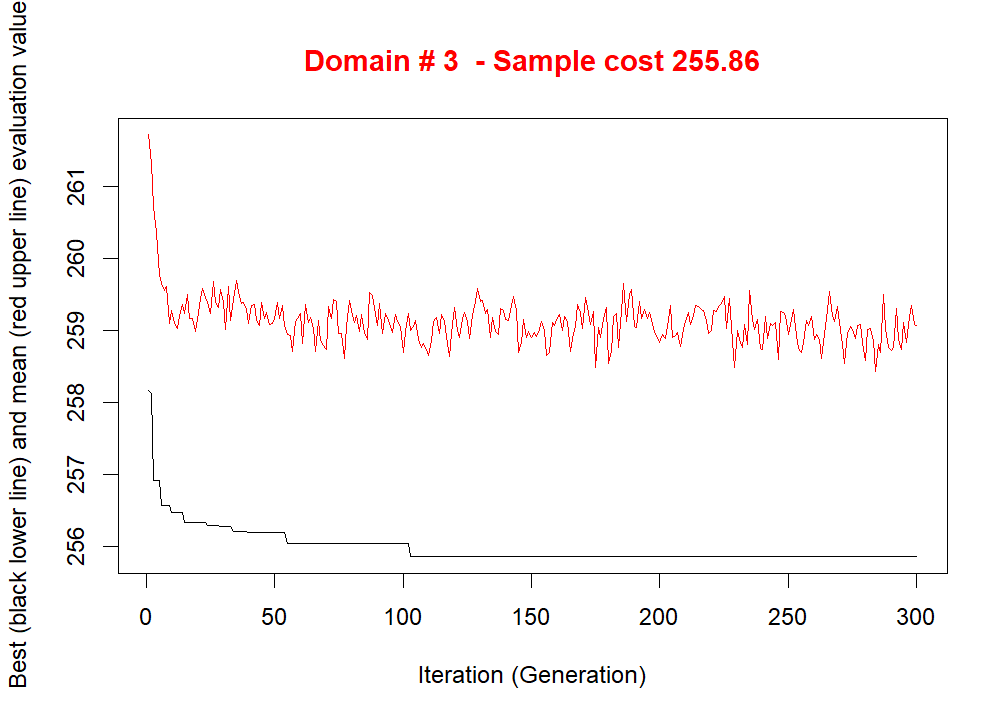 Domain # 3  - Sample cost 255.86
Best (black lower line) and mean (red upper line) evaluation value
261
260
259
258
257
256
0 50 100 150 200 250 300
Iteration (Generation)